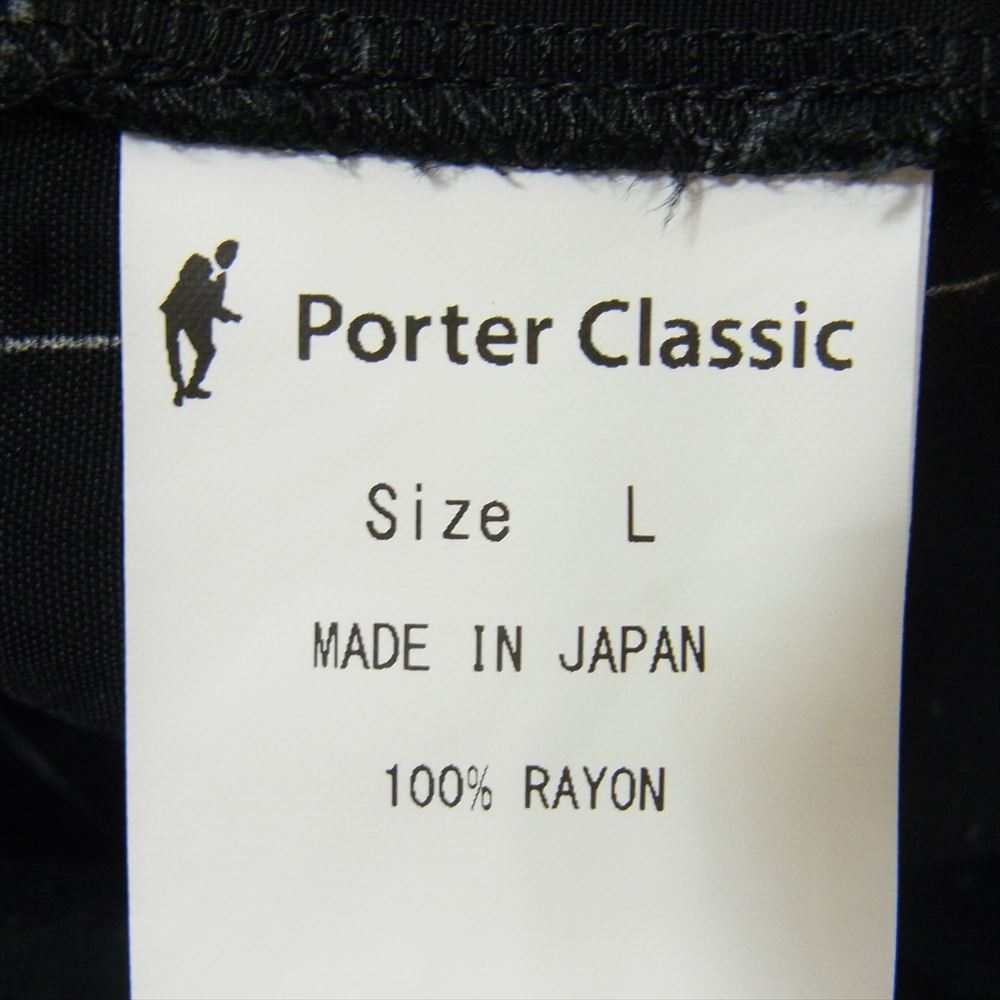 Porter Classic
Size L
MADE IN JAPAN
100% RAYON